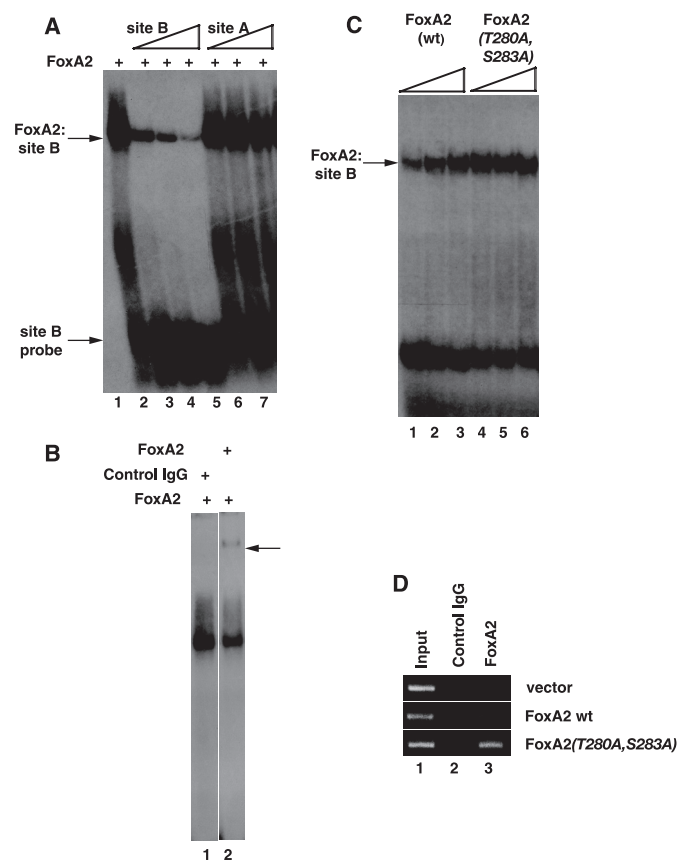 A
site B site A
FoxA2 + + + + + + +
FoxA2:
site B
site B
probe
1 2 3 4 5 6 7
B
FoxA2 +
Control IgG +
FoxA2 + +
1 2
C
FoxA2
(wt)
FoxA2
(T280A,
S283A)
FoxA2:
site B
1 2 3 4 5 6
D
Input
Control IgG
FoxA2
vector
FoxA2 wt
FoxA2(T280A,S283A)
1 2 3